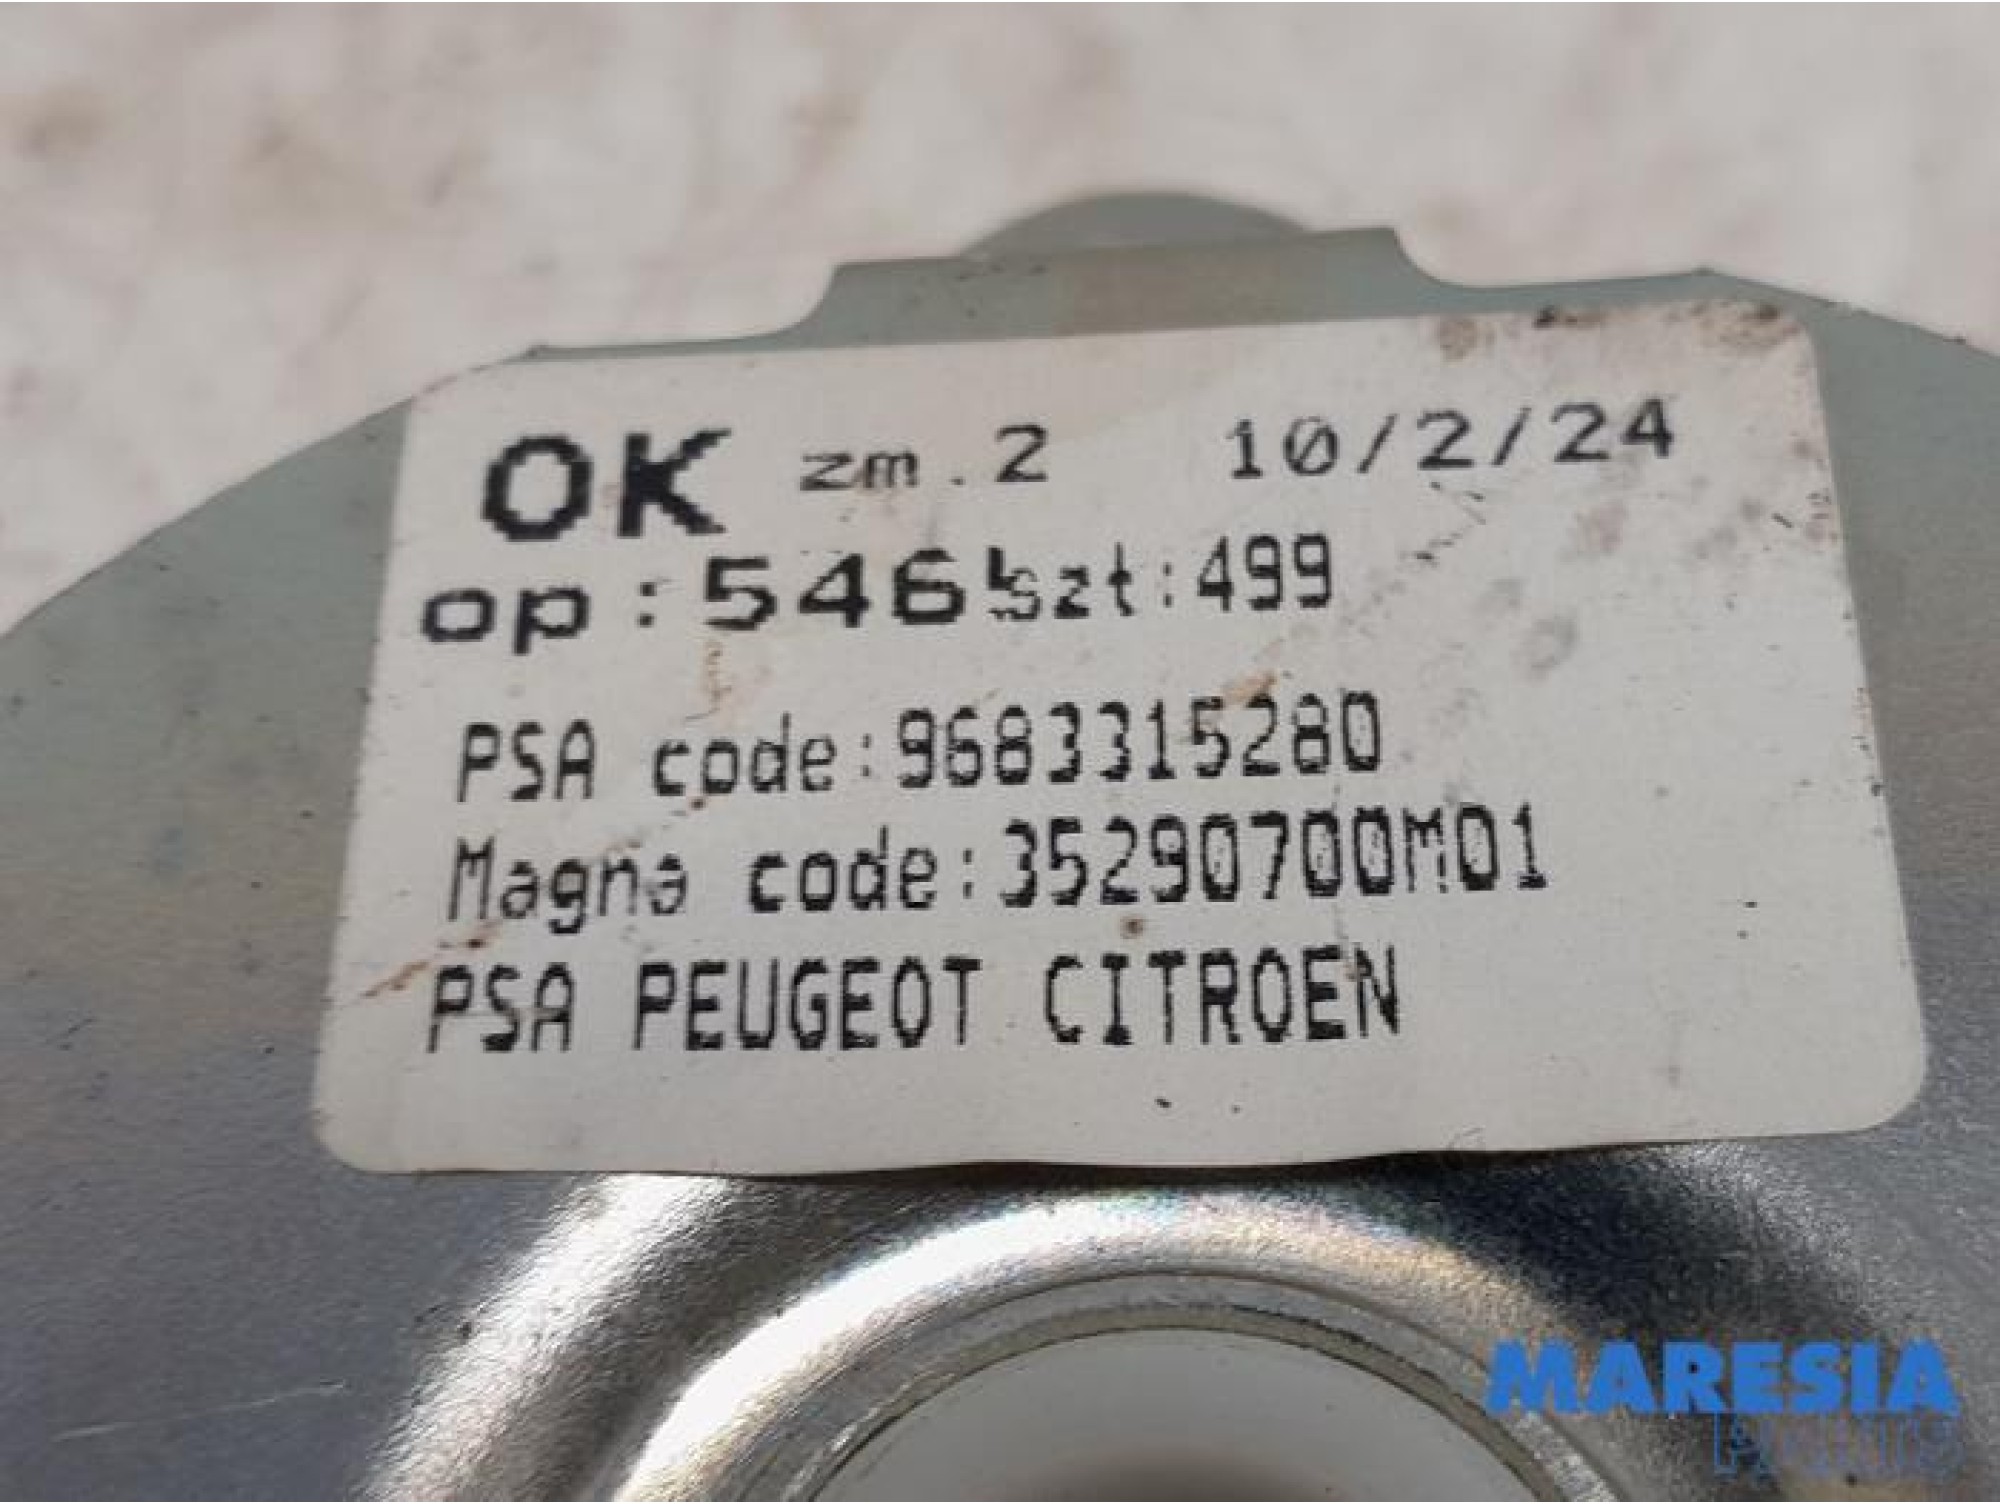 OK zm.2 10/2/24
op:546 szt:499
PSA code:9683315280
Magna code:35290700M01
PSA PEUGEOT CITROEN
MARESIA
PARTS